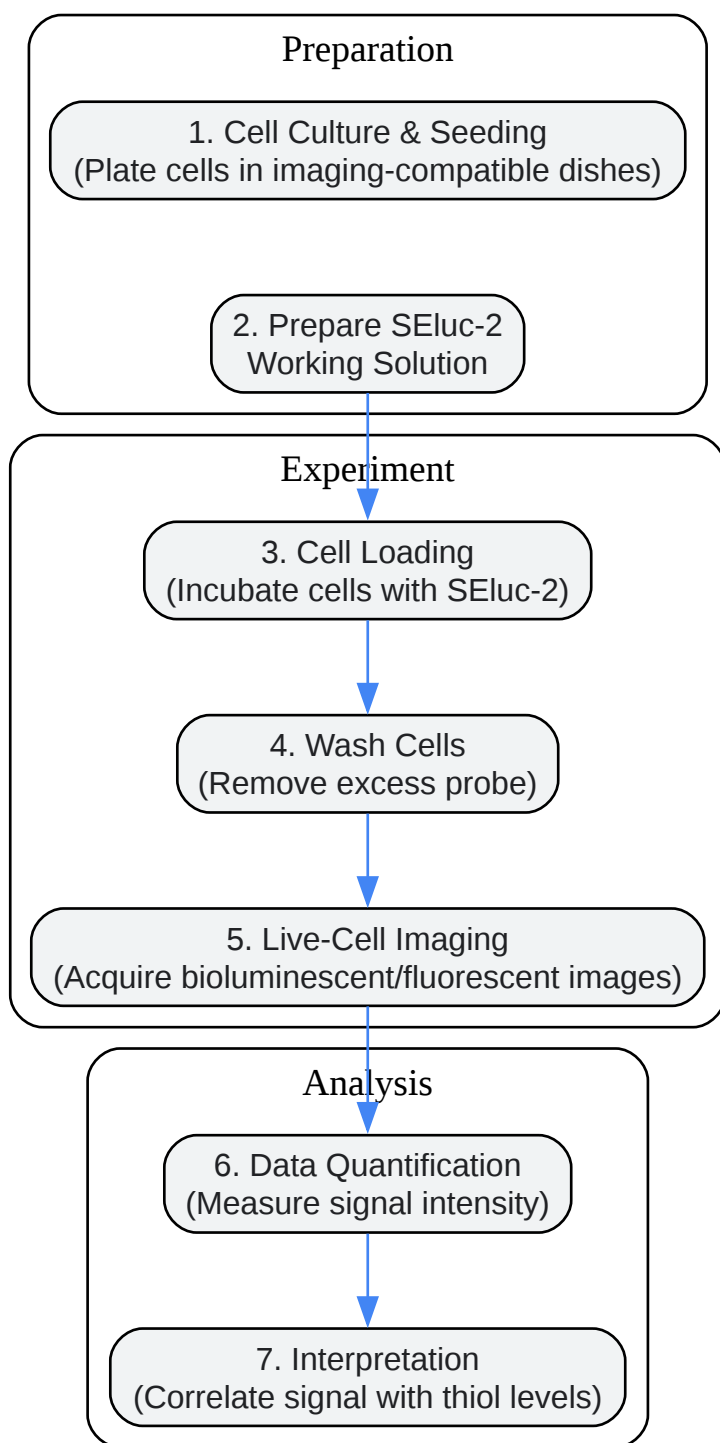 Preparation
1. Cell Culture & Seeding
(Plate cells in imaging-compatible dishes)
2. Prepare SEluc-2
Working Solution
Experiment
3. Cell Loading
(Incubate cells with SEluc-2)
4. Wash Cells
(Remove excess probe)
5. Live-Cell Imaging
(Acquire bioluminescent/fluorescent images)
Analysis
6. Data Quantification
(Measure signal intensity)
7. Interpretation
(Correlate signal with thiol levels)